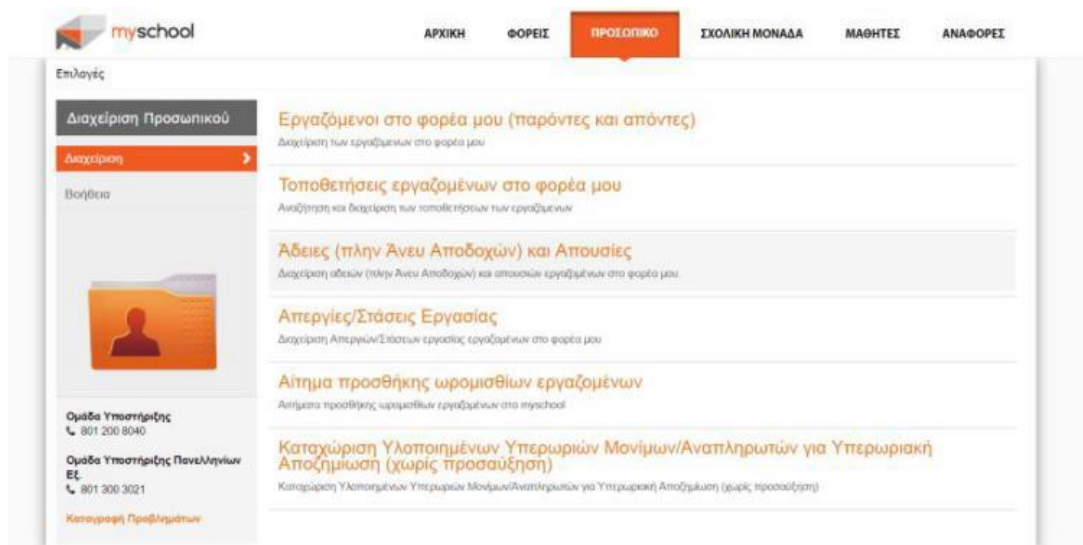 myschool
ΑΡΧΙΚΗ ΦΟΡΕΙΣ ΠΡΟΣΩΠΙΚΟ ΣΧΟΛΙΚΗ ΜΟΝΑΔΑ ΜΑΘΗΤΕΣ ΑΝΑΦΟΡΕΣ
Επιλογές
Διαχείριση Προσωπικού
Διαχείριση
Βοήθεια
Ομάδα Υποστήριξης
801 200 8040
Ομάδα Υποστήριξης Πανελληνίων
Εξ.
801 300 3021
Καταγραφή Προβλημάτων
Εργαζόμενοι στο φορέα μου (παρόντες και απόντες)
Διαχείριση των εργαζόμενων στο φορέα μου
Τοποθετήσεις εργαζομένων στο φορέα μου
Αναζήτηση και διαχείριση των τοποθετήσεων των εργαζόμενων
Άδειες (πλην Άνευ Αποδοχών) και Απουσίες
Διαχείριση αδειών (πλην Άνευ Αποδοχών) και απουσιών εργαζομένων στο φορέα μου.
Απεργίες/Στάσεις Εργασίας
Διαχείριση Απεργιών/Στάσεων εργασίας εργαζομένων στο φορέα μου
Αίτημα προσθήκης ωρομισθίων εργαζομένων
Αιτήματα προσθήκης ωρομισθίων εργαζομένων στο myschool
Καταχώριση Υλοποιημένων Υπερωριών Μονίμων/Αναπληρωτών για Υπερωριακή
Αποζημίωση (χωρίς προσαύξηση)
Καταχώριση Υλοποιημένων Υπερωριών Μονίμων/Αναπληρωτών για Υπερωριακή Αποζημίωση (χωρίς προσαύξηση)